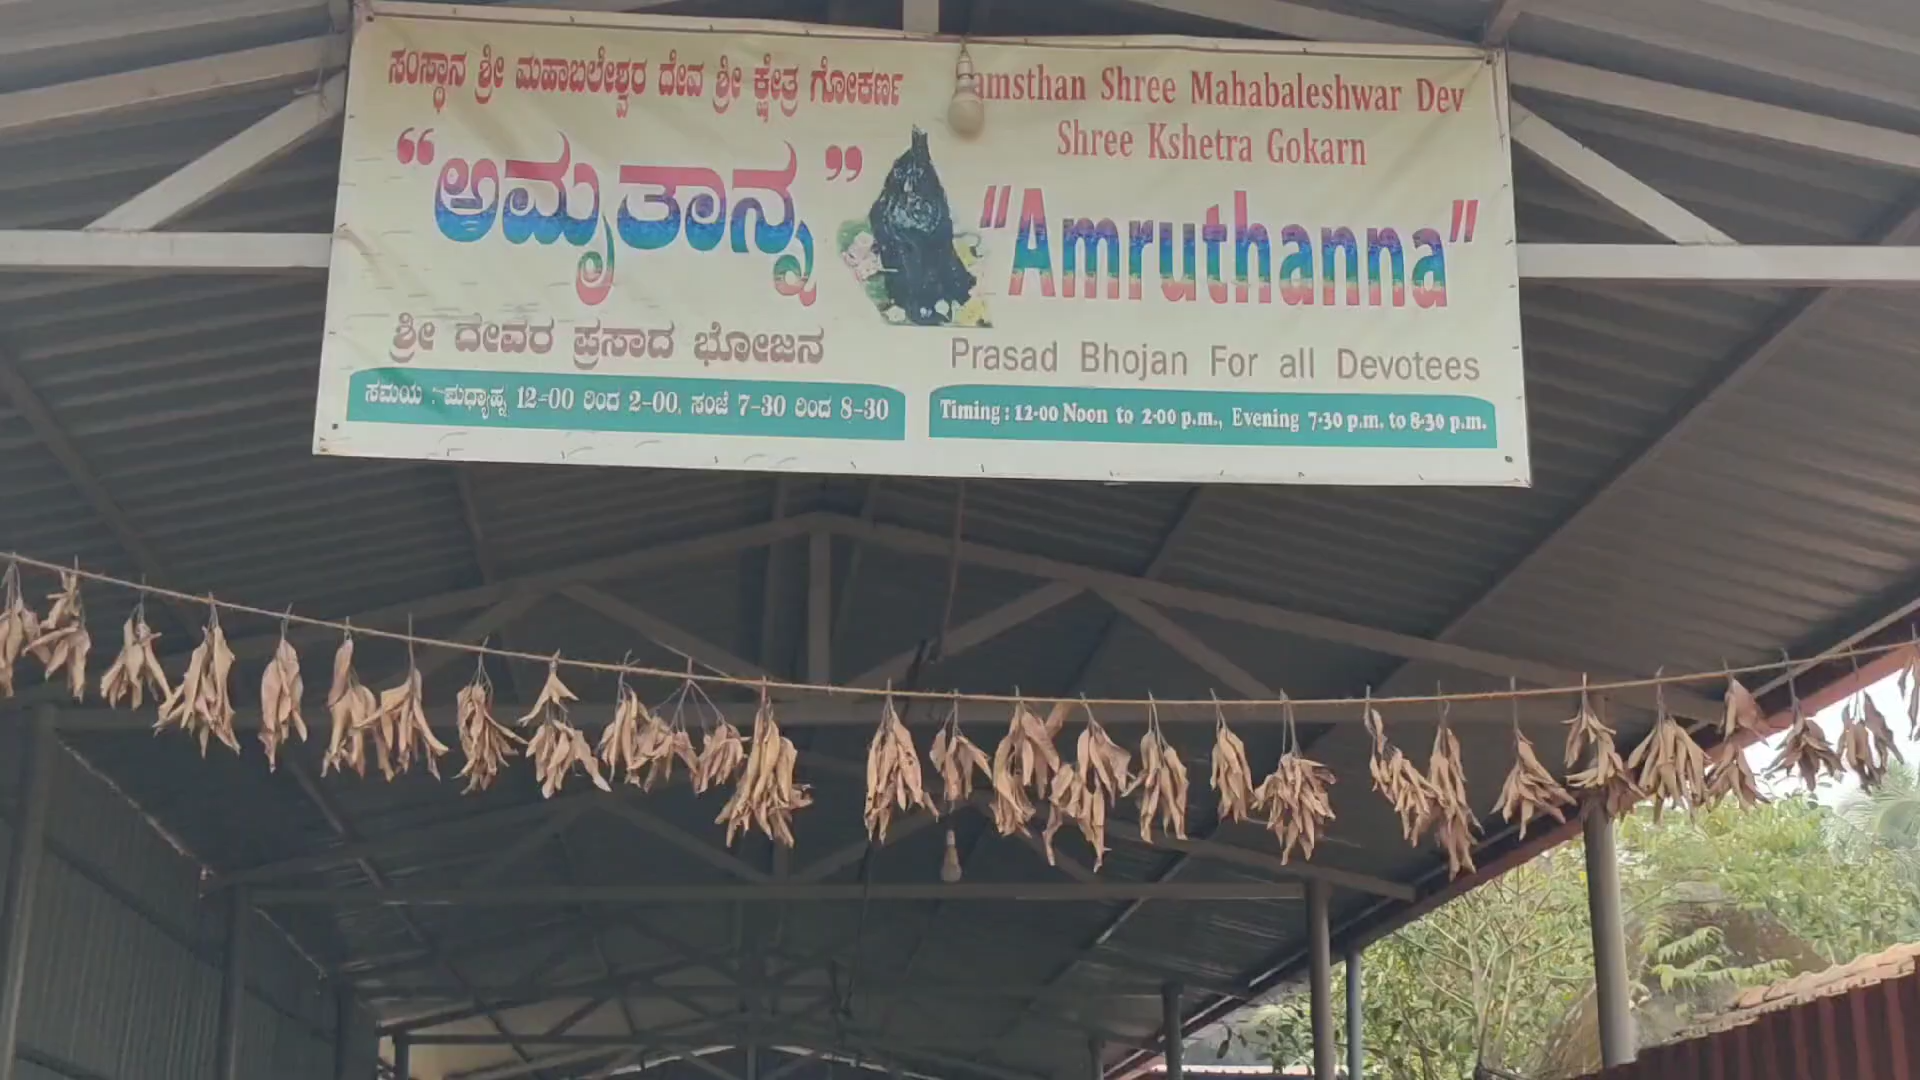 ಸಂಸ್ಥಾನ ಶ್ರೀ ಮಹಾಬಲೇಶ್ವರ ದೇವ ಶ್ರೀ ಕ್ಷೇತ್ರ ಗೋಕರ್ಣ
“ಅಮೃತಾನ್ನ”
ಶ್ರೀ ದೇವರ ಪ್ರಸಾದ ಭೋಜನ
ಸಮಯ : ಮಧ್ಯಾಹ್ನ 12-00 ರಿಂದ 2-00, ಸಂಜೆ 7-30 ರಿಂದ 8-30
Shree Mahabaleshwar Dev
Shree Kshetra Gokarn
"Amruthanna"
Prasad Bhojan For all Devotees
Timing : 12-00 Noon to 2-00 p.m., Evening 7-30 p.m. to 8-30 p.m.